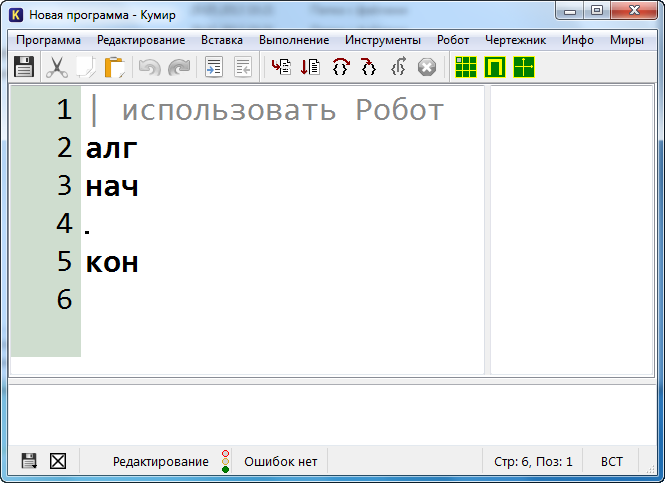 Новая программа - Кумир
Программа Редактирование Вставка Выполнение Инструменты Робот Чертежник Инфо Миры
1 | использовать Робот
2 алг
3 нач
4 .
5 кон
6
Редактирование Ошибок нет Стр: 6, Поз: 1 ВСТ